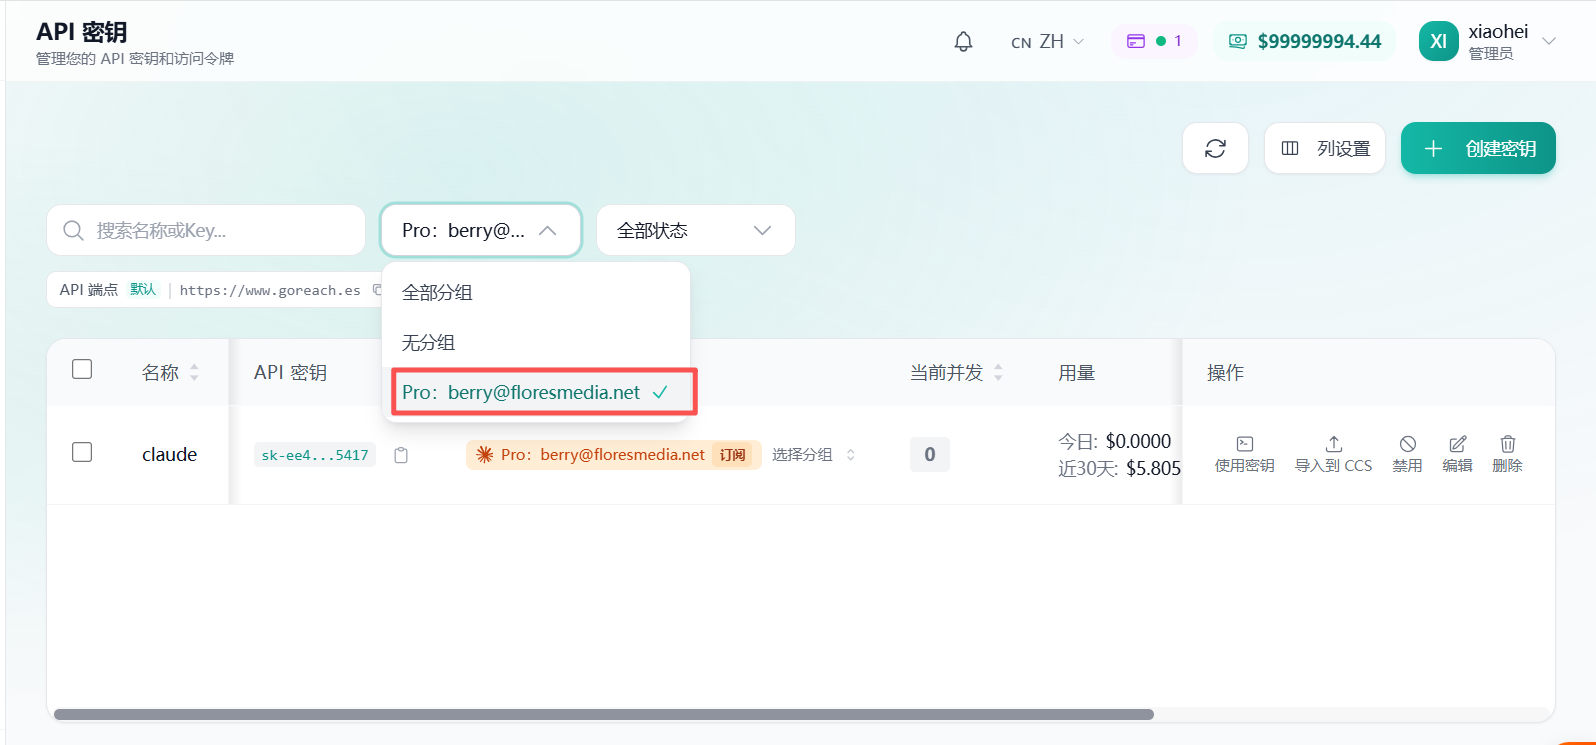 API 密钥
管理您的 API 密钥和访问令牌
CN ZH
1
$99999994.44
XI
xiaohei
管理员
列设置
创建密钥
搜索名称或Key...
Pro：berry@...
全部状态
API 端点 默认 https://www.goreach.es
全部分组
无分组
Pro：berry@floresmedia.net
名称
API 密钥
当前并发
用量
操作
claude
sk-ee4...5417
Pro：berry@floresmedia.net 订阅
选择分组
0
今日: $0.0000
近30天: $5.805
使用密钥
导入到 CCS
禁用
编辑
删除